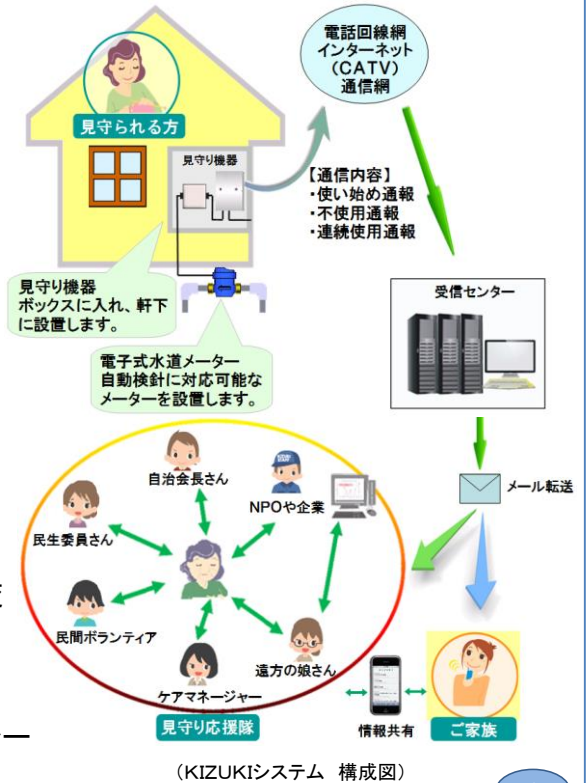 電話回線網
インターネット
(CATV)
通信網
見守られる方
見守り機器
【通信内容】
・使い始め通報
・不使用通報
・連続使用通報
見守り機器
ボックスに入れ、軒下
に設置します。
受信センター
電子式水道メーター
自動検針に対応可能な
メーターを設置します。
メール転送
自治会長さん
NPOや企業
民生委員さん
民間ボランティア
遠方の娘さん
ケアマネージャー
見守り応援隊
情報共有
ご家族
(KIZUKIシステム 構成図)